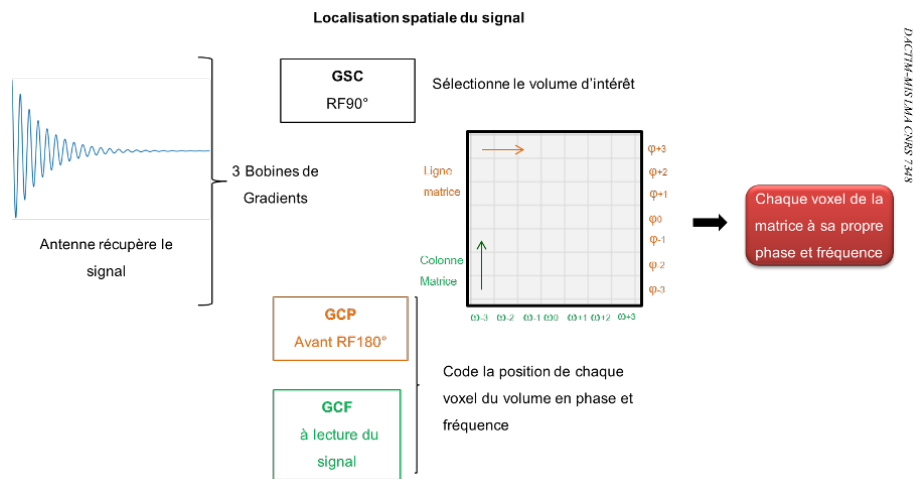 Localisation spatiale du signal
DACTIM-MIS LMA CNRS 7348
Antenne récupère le
signal
3 Bobines de
Gradients
GSC
RF90°
Sélectionne le volume d'intérêt
Ligne
matrice
Colonne
Matrice
φ+3
φ+2
φ+1
φ0
φ-1
φ-2
φ-3
ω-3 ω-2 ω-1 ω0 ω+1 ω+2 ω+3
Chaque voxel de la
matrice à sa propre
phase et fréquence
GCP
Avant RF180°
GCF
à lecture du
signal
Code la position de chaque
voxel du volume en phase et
fréquence